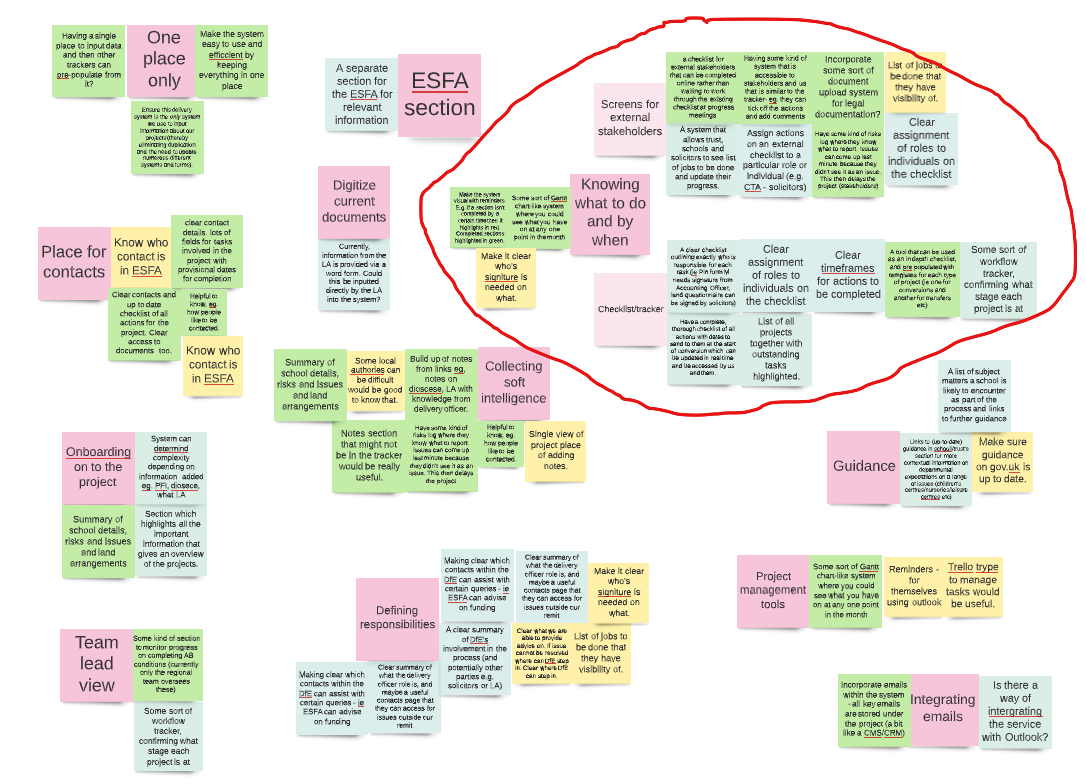 Having a single
place to input data
and then other
trackers can
pre-populate from
it?
One
place
only
Make the system
easy to use and
efficcient by
keeping
everything in one
place
Ensure this delivery
system is the only system
we use to input
information about our
projects (thereby
eliminating duplication
and the need to update
numerous different
systems and forms).
A separate
section for
the ESFA for
relevant
information
ESFA
section
Digitize
current
documents
Currently,
information from the
LA is provided via a
word form. Could
this be inputted
directly by the LA
into the system?
Screens for
external
stakeholders
a checklist for
external stakeholders
that can be completed
online rather than
waiting to work
through the existing
checklist at progress
meetings
Having some kind of
system that is
accessible to
stakeholders and us
that is similar to the
tracker- eg, they can
tick off the actions
and add comments
Incorporate
some sort of
document
upload system
for legal
documentation?
List of jobs to
be done that
they have
visibility of.
A system that
allows trust,
schools and
solicitors to see list
of jobs to be done
and update their
progress.
Assign actions
on an external
checklist to a
particular role or
individual (e.g.
CTA - solicitors)
Have some kind of risks
log where they know
what to report. Issues
can come up last
minute because they
didn't see it as an issue.
This then delays the
project (stakeholders)
Clear
assignment
of roles to
individuals on
the checklist
Make the system
visual with reminders.
E.g. if a section isn't
completed by a
certain time then it
highlights in red.
Completed sections
highlighted in green.
Some sort of Gantt
chart-like system
where you could
see what you have
on at any one
point in the month
Knowing
what to do
and by
when
Make it clear
who's
signiture is
needed on
what.
Checklist/tracker
A clear checklist
outlining exactly who
is responsible for each
task (ie Pin form M
needs signature from
Accounting Officer,
land questionnaire can
be signed by solicitors)
Clear
assignment
of roles to
individuals on
the checklist
Clear
timeframes
for actions to
be completed
A tool that can be used
as an indepth checklist,
and pre populated with
templates for each type
of project (ie one for
conversions and
another for transfers
etc)
Some sort of
workflow
tracker,
confirming what
stage each
project is at
Have a complete,
thorough checklist of all
actions with dates to
send to them at the start
of conversion which can
be updated in real time
and be accessed by us
and them.
List of all
projects
together with
outstanding
tasks
highlighted.
Place for
contacts
Know who
contact is
in ESFA
clear contact
details. lots of
fields for tasks
involved in the
project with
provisional dates
for completion
Clear contacts and
up to date
checklist of all
actions for the
project. Clear
access to
documents too.
Helpful to
know, eg.
how people
like to be
contacted.
Know who
contact is
in ESFA
Summary of
school details,
risks and issues
and land
arrangements
Some local
authories can
be difficult
would be good
to know that.
Build up of notes
from links eg,
notes on
dioscese, LA with
knowledge from
delivery officer.
Collecting
soft
intelligence
Notes section
that might not
be in the tracker
would be really
useful.
Have some kind of
risks log where they
know what to report.
Issues can come up
last minute because
they didn't see it as an
issue. This then delays
the project
Helpful to
know, eg.
how people
like to be
contacted.
Single view of
project place
of adding
notes.
A list of subject
matters a school is
likely to encounter
as part of the
process and links
to further guidance
Guidance
Links to (up-to-date)
guidance in school/trust's
section for more
contextual information on
departmental
expectations on a range
of issues (children's
centres/nurseries/leisure
centres etc)
Make sure
guidance
on gov.uk is
up to date.
Onboarding
on to the
project
System can
determind
complexity
depending on
information added
eg. PFI, diosece,
what LA
Summary of
school details,
risks and issues
and land
arrangements
Section which
highlights all the
important
information that
gives an overview
of the projects.
Defining
responsibilities
Making clear which
contacts within the
DfE can assist with
certain queries - ie
ESFA can advise
on funding
Clear summary of
what the delivery
officer role is, and
maybe a useful
contacts page that
they can access for
issues outside our
remit
Make it clear
who's
signiture is
needed on
what.
A clear summary
of DfE's
involvement in the
process (and
potentially other
parties e.g.
solicitors or LA)
Clear what we are
able to provide
advice on. If issue
cannot be resolved
where can DfE step
in. Clear where DfE
can step in.
List of jobs to
be done that
they have
visibility of.
Making clear which
contacts within the
DfE can assist with
certain queries - ie
ESFA can advise
on funding
Clear summary of
what the delivery
officer role is, and
maybe a useful
contacts page that
they can access for
issues outside our
remit
Project
management
tools
Some sort of Gantt
chart-like system
where you could
see what you have
on at any one point
in the month
Reminders -
for
themselves
using outlook
Trello trype
to manage
tasks would
be useful.
Team
lead
view
Some kind of section
to monitor progress
on completing AB
conditions (currently
only the regional
team oversees
these)
Some sort of
workflow
tracker,
confirming what
stage each
project is at
Incorporate emails
within the system
- all key emails
are stored under
the project (a bit
like a CMS/CRM)
Integrating
emails
Is there a
way of
intergrating
the service
with Outlook?